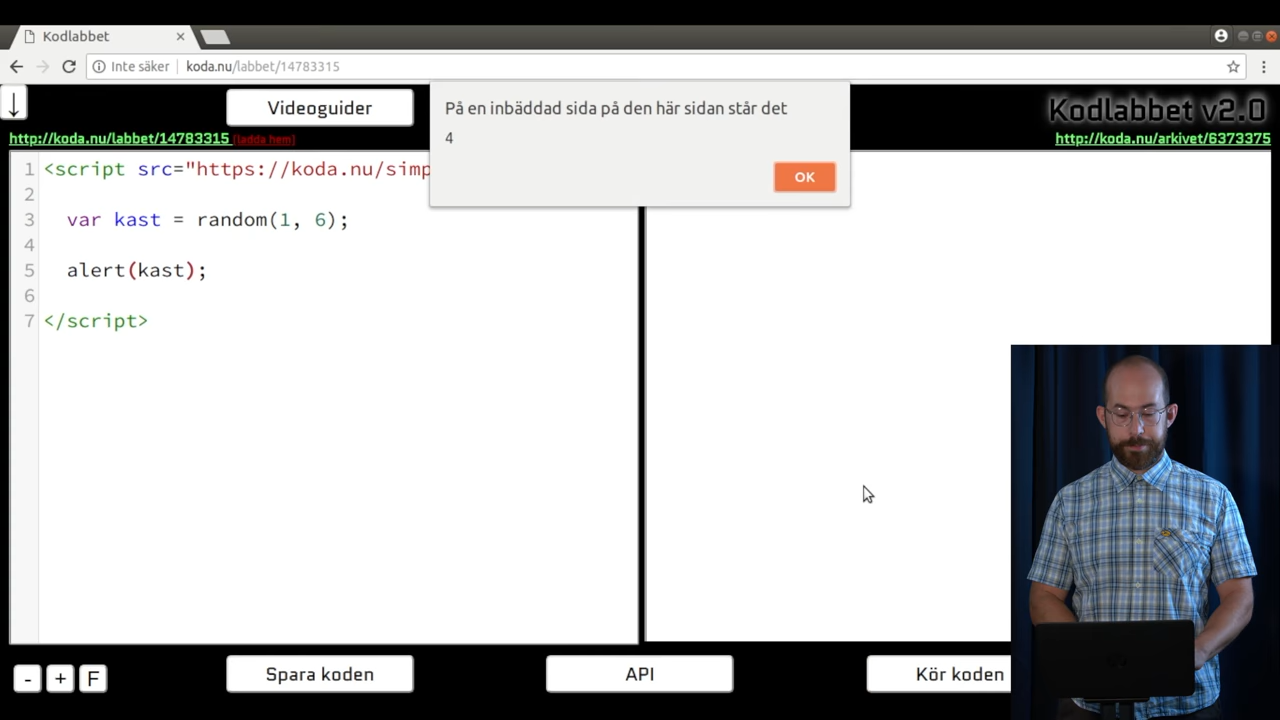 Kodlabbet
Inte säker
koda.nu/labbet/14783315
Videoguider
Kodlabbet v2.0
http://koda.nu/labbet/14783315 (ladda hem)
http://koda.nu/arkivet/6373375
På en inbäddad sida på den här sidan står det
4
OK
1 <script src="https://koda.nu/simp
2
3 var kast = random(1, 6);
4
5 alert(kast);
6
7 </script>
- + F
Spara koden
API
Kör koden